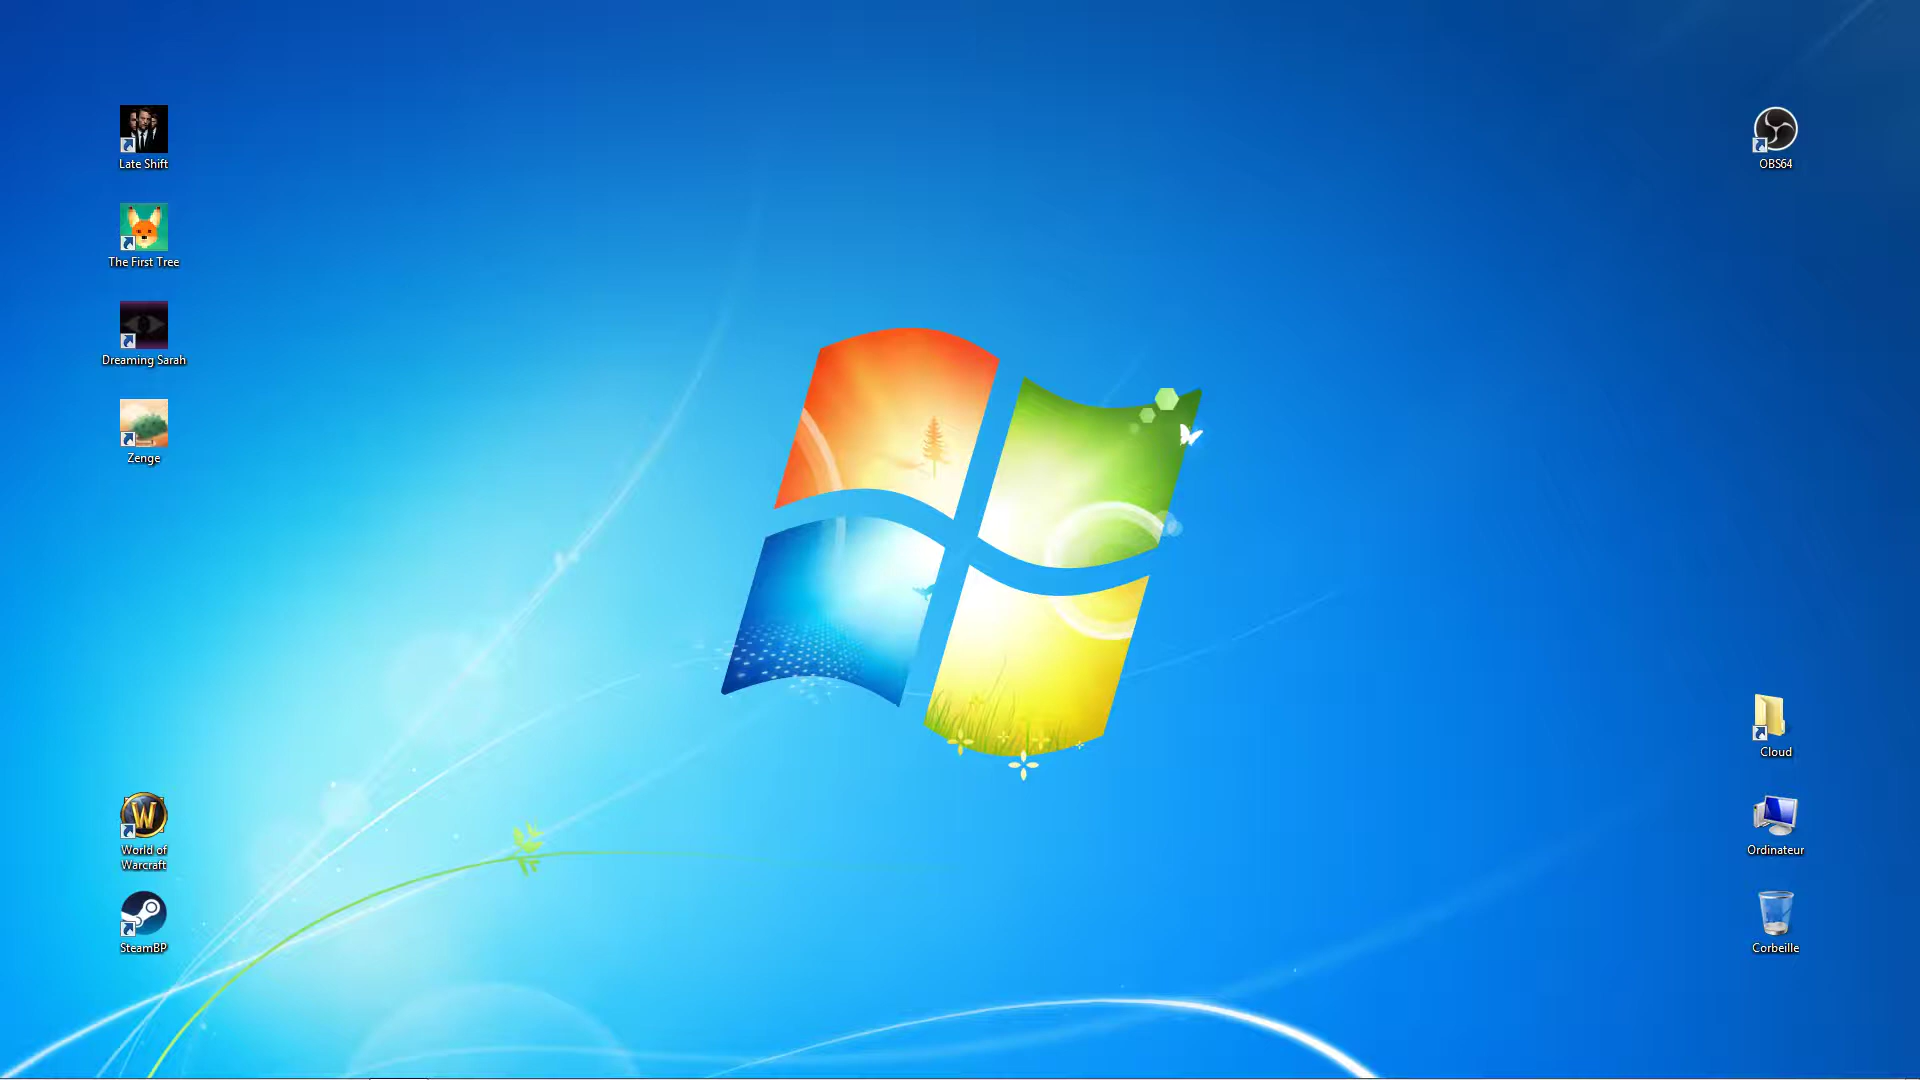 Late Shift
OBS64
The First Tree
Dreaming Sarah
Zenge
Cloud
World of
Warcraft
Ordinateur
SteamBP
Corbeille